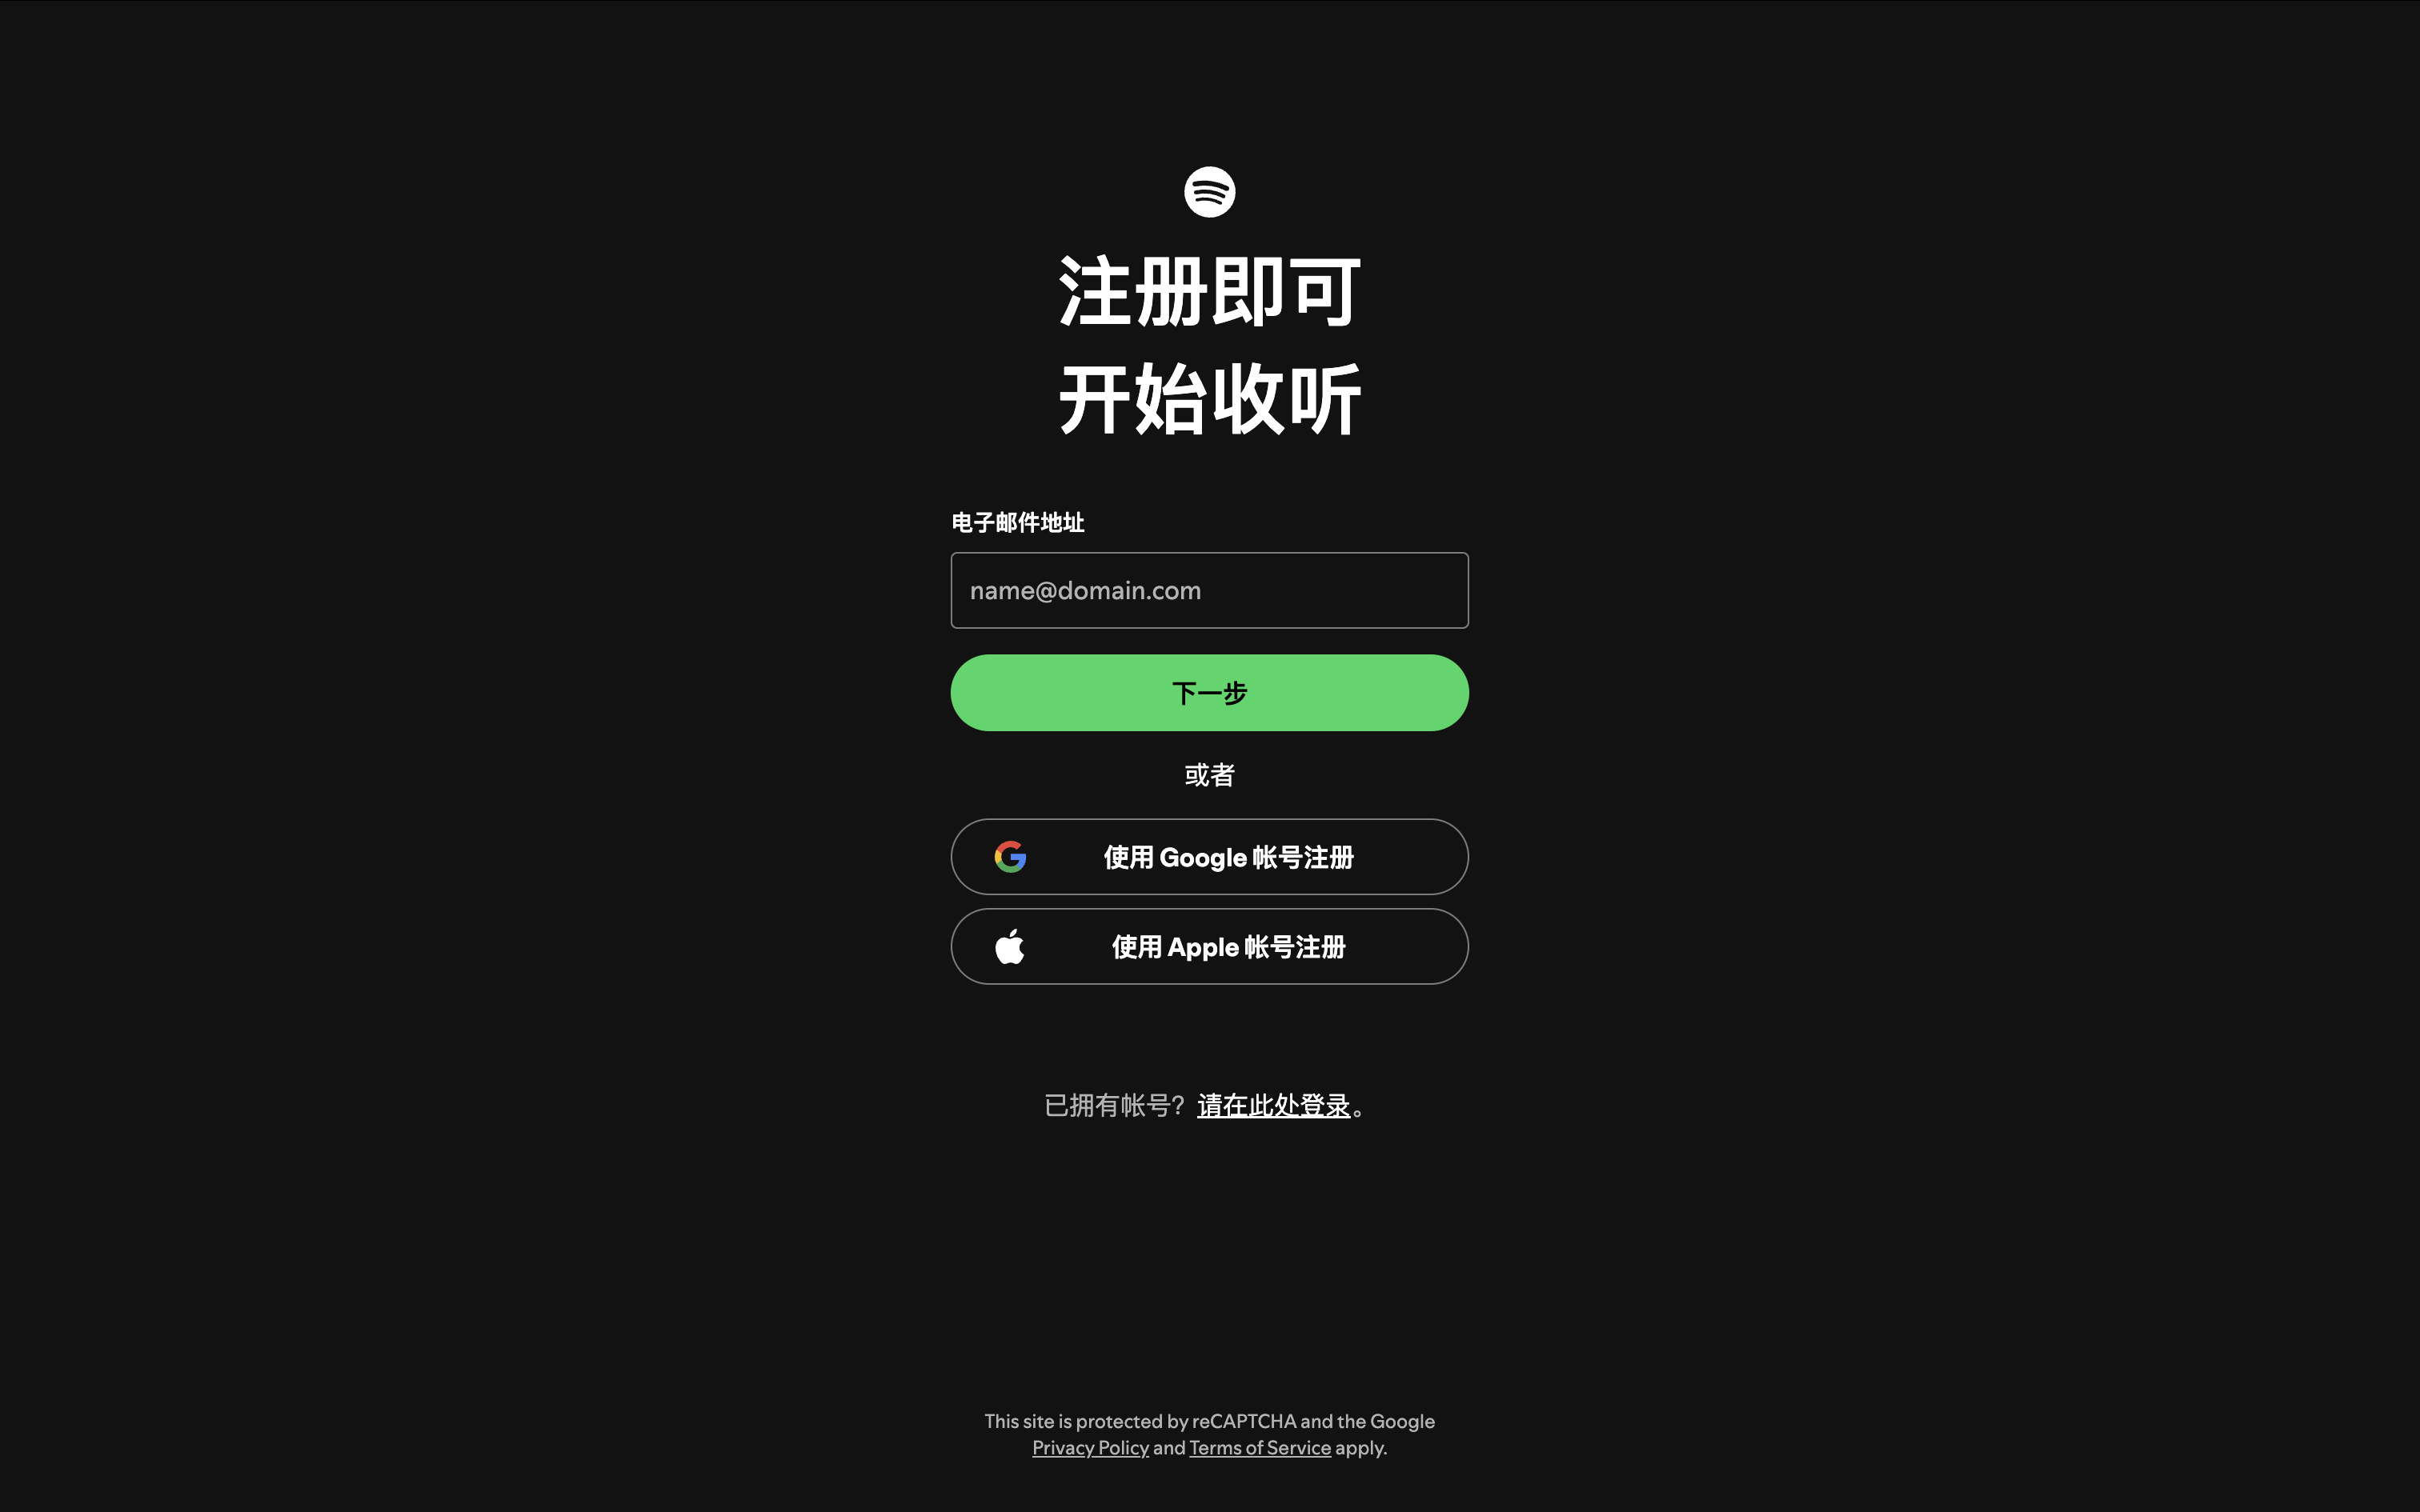 注册即可
开始收听
电子邮件地址
name@domain.com
下一步
或者
使用 Google 帐号注册
使用 Apple 帐号注册
已拥有帐号？请在此处登录。
This site is protected by reCAPTCHA and the Google
Privacy Policy and Terms of Service apply.